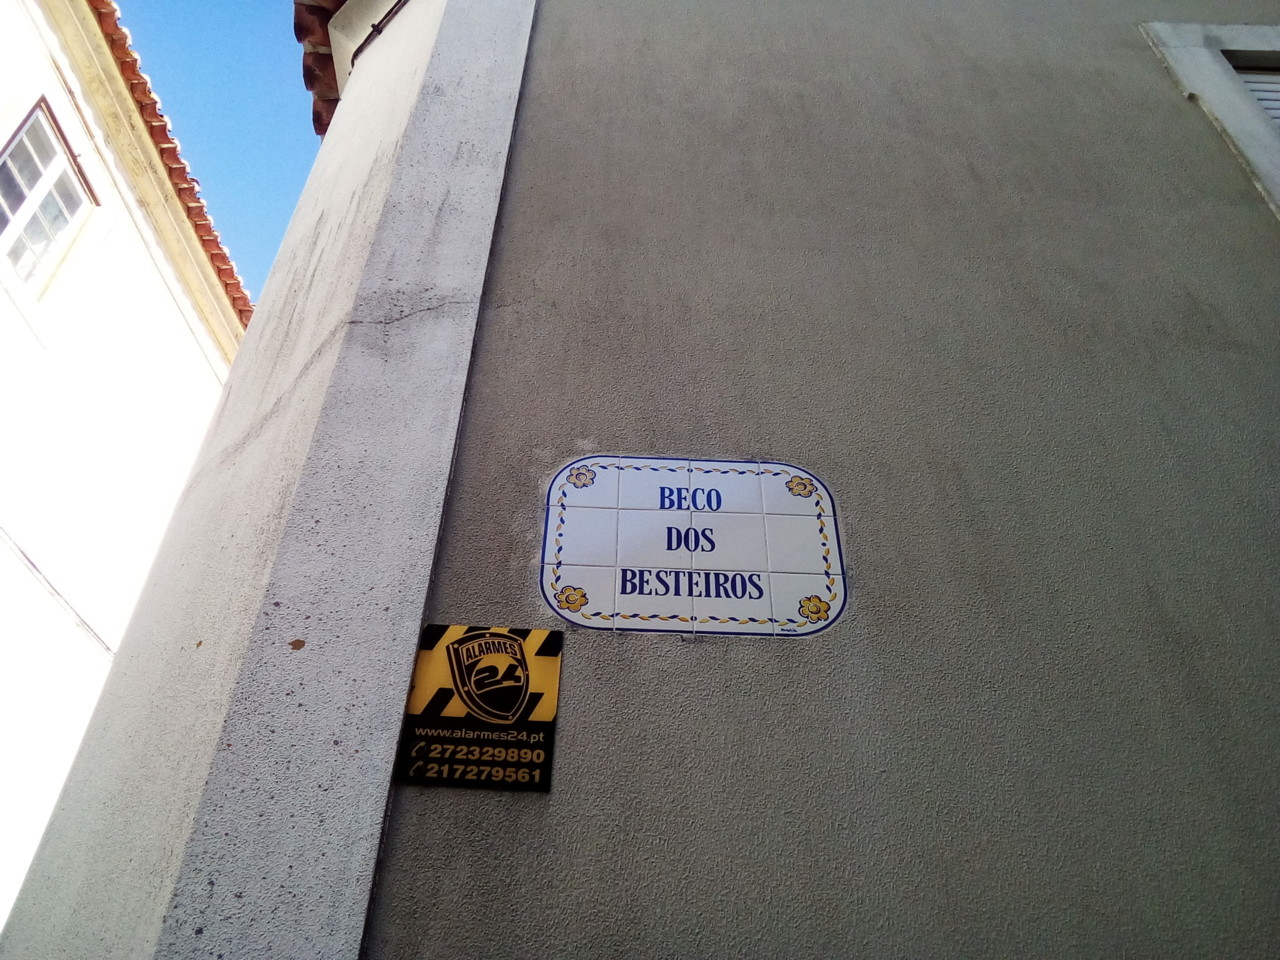 BECO
DOS
BESTEIROS
ALARMES
24
www.alarmes24.pt
272329890
217279561